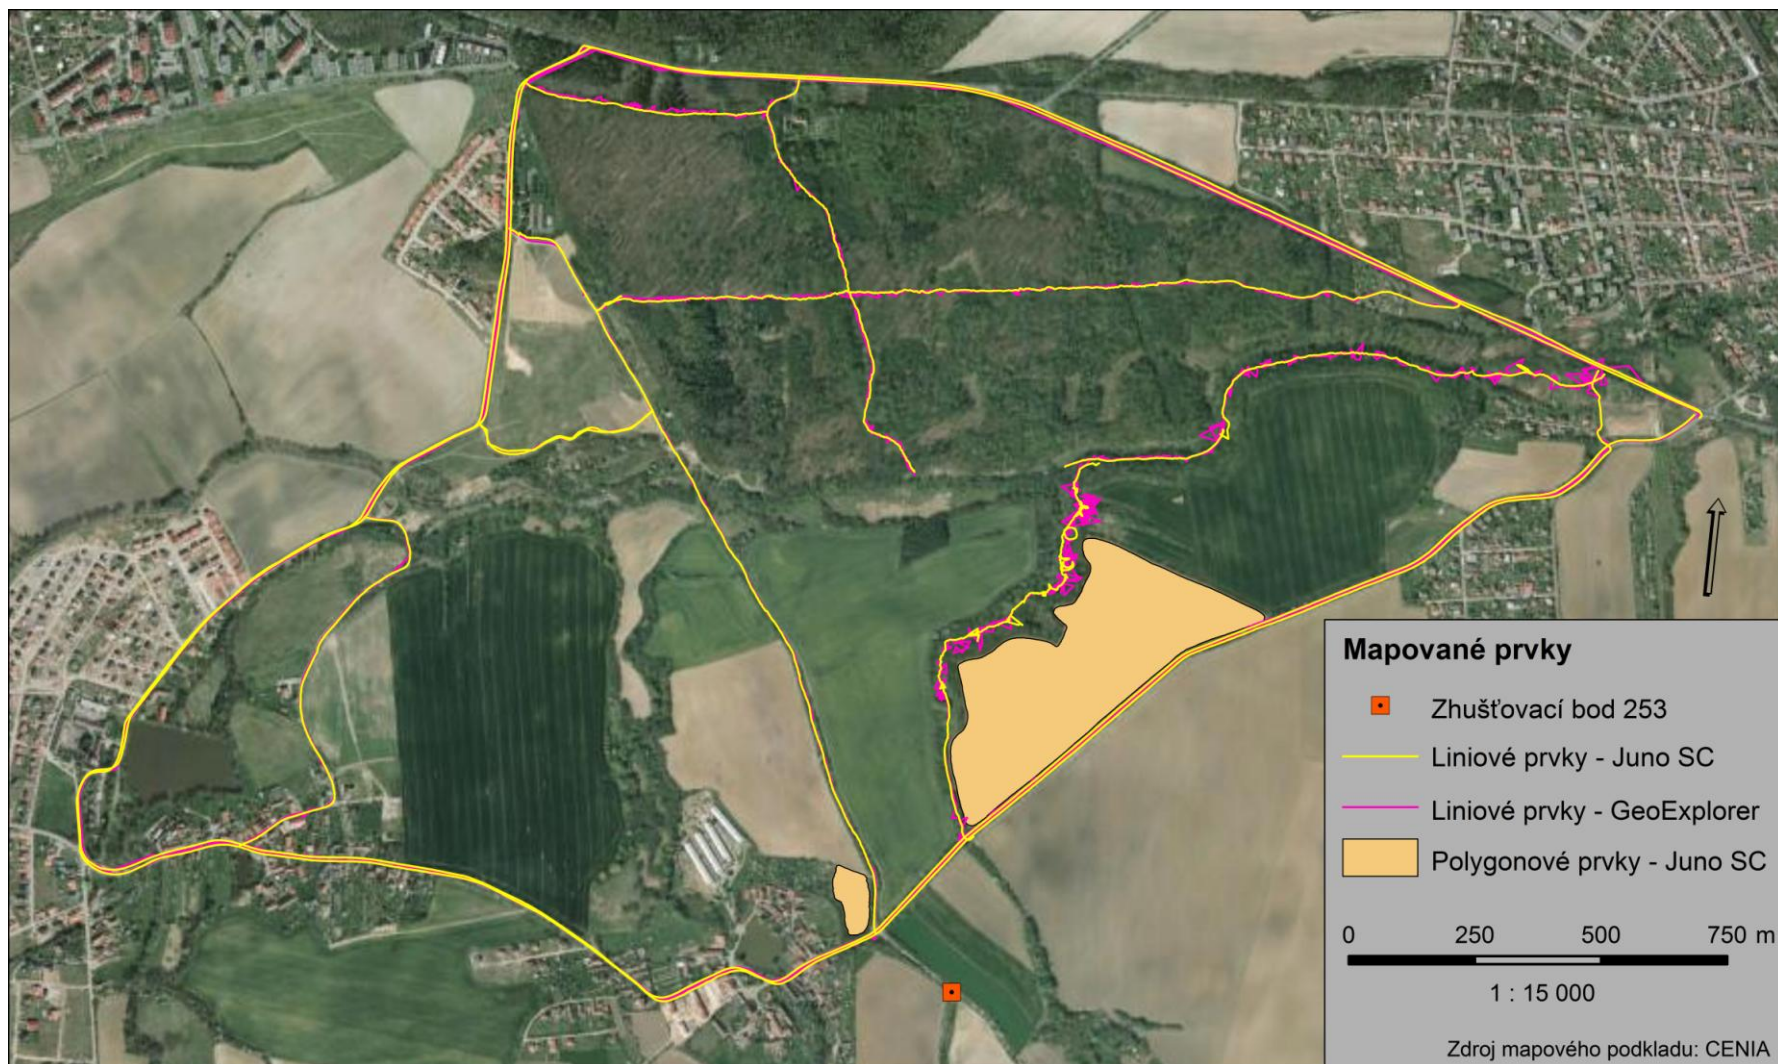 Mapované prvky
Zhušťovací bod 253
Liniové prvky - Juno SC
Liniové prvky - GeoExplorer
Polygonové prvky - Juno SC
0 250 500 750 m
1 : 15 000
Zdroj mapového podkladu: CENIA